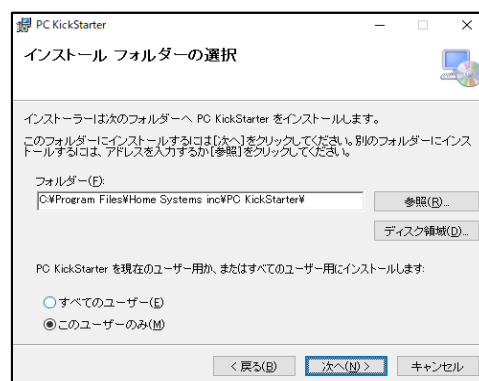 PC KickStarter
インストール フォルダーの選択
インストーラーは次のフォルダーへ PC KickStarter をインストールします。
このフォルダーにインストールするには[次へ]をクリックしてください。別のフォルダーにインス
トールするには、アドレスを入力するか[参照]をクリックしてください。
フォルダー(F):
C:¥Program Files¥Home Systems inc¥PC KickStarter¥
参照(R)...
ディスク領域(D)...
PC KickStarter を現在のユーザー用か、またはすべてのユーザー用にインストールします:
すべてのユーザー(E)
このユーザーのみ(M)
< 戻る(B)
次へ(N) >
キャンセル